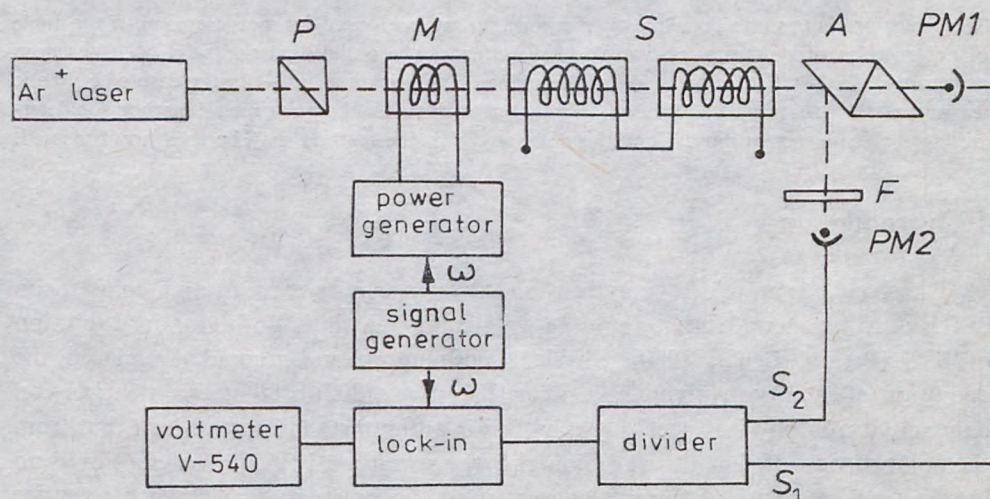 P
M
S
A
PM1
Ar+ laser
F
PM2
power
generator
ω
signal
generator
ω
S2
voltmeter
V-540
lock-in
divider
S1